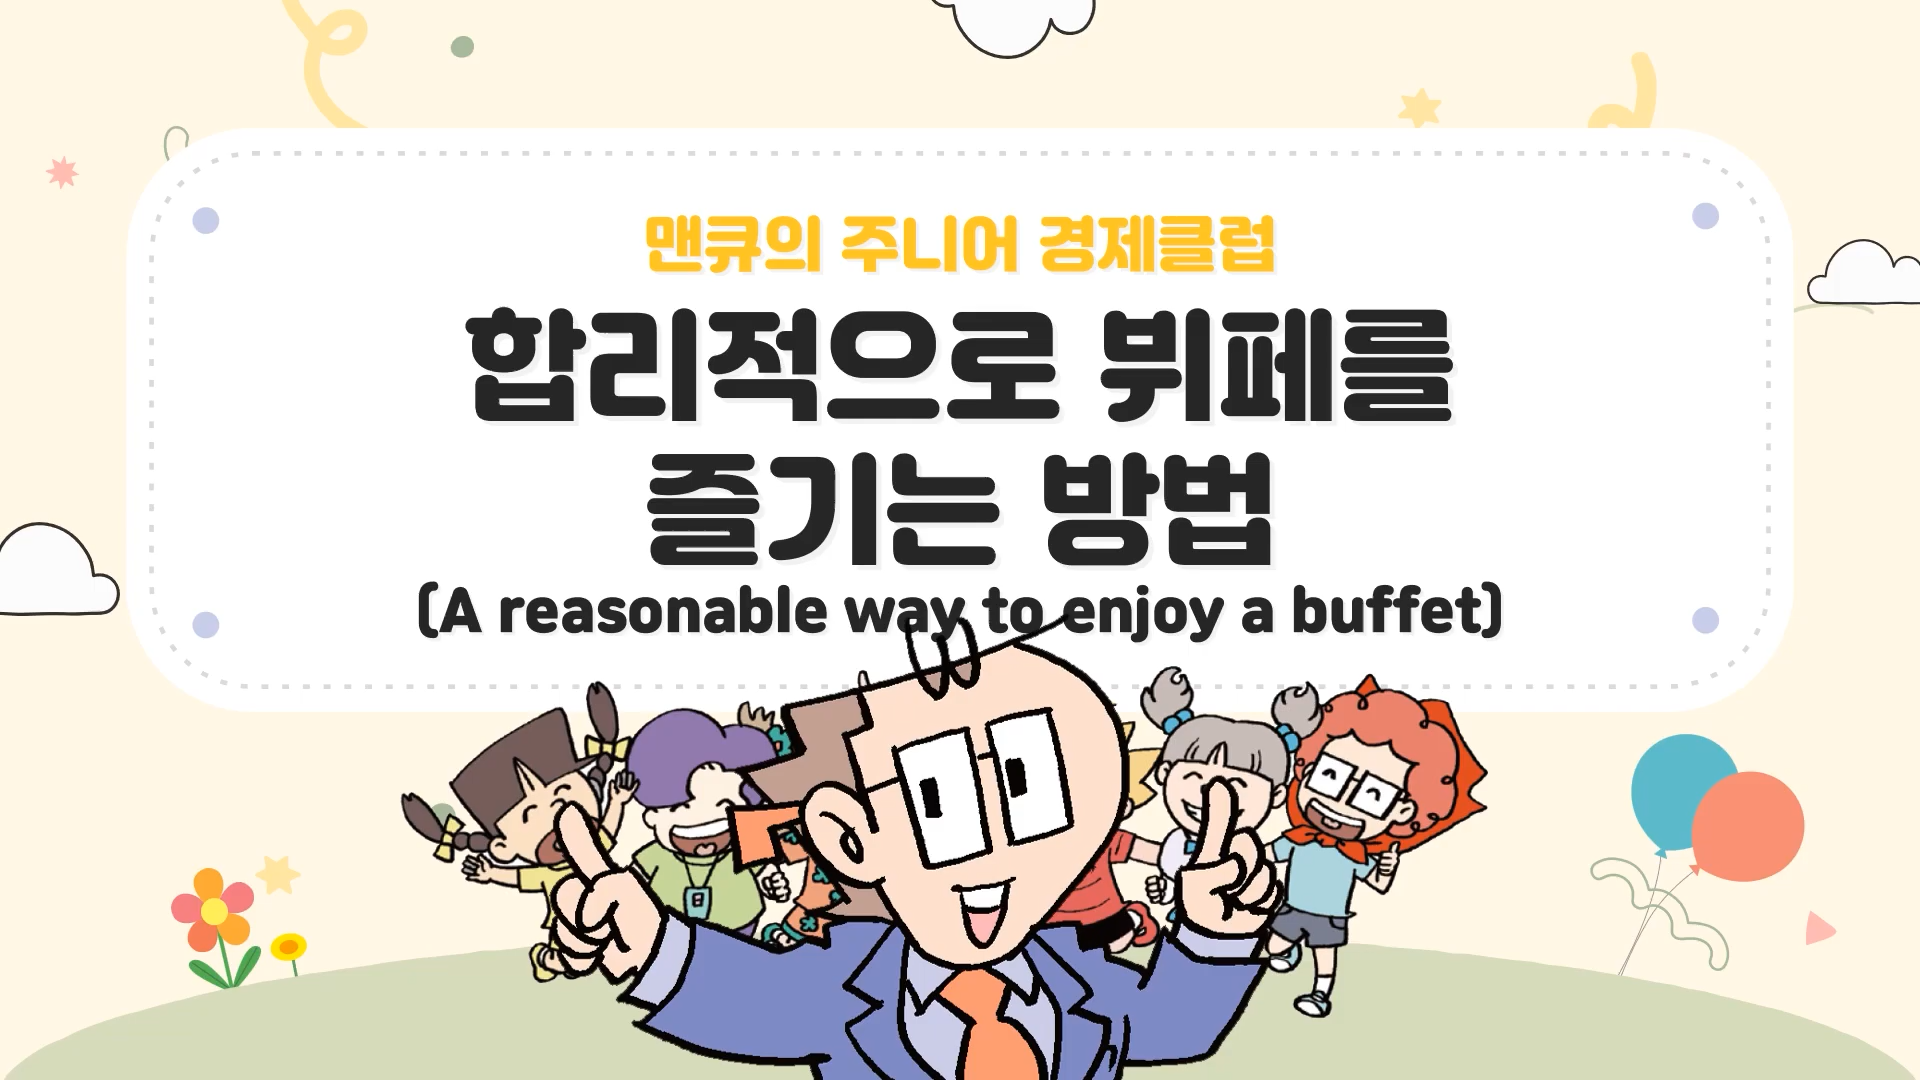 맨큐의 주니어 경제클럽
합리적으로 뷔페를
즐기는 방법
(A reasonable way to enjoy a buffet)